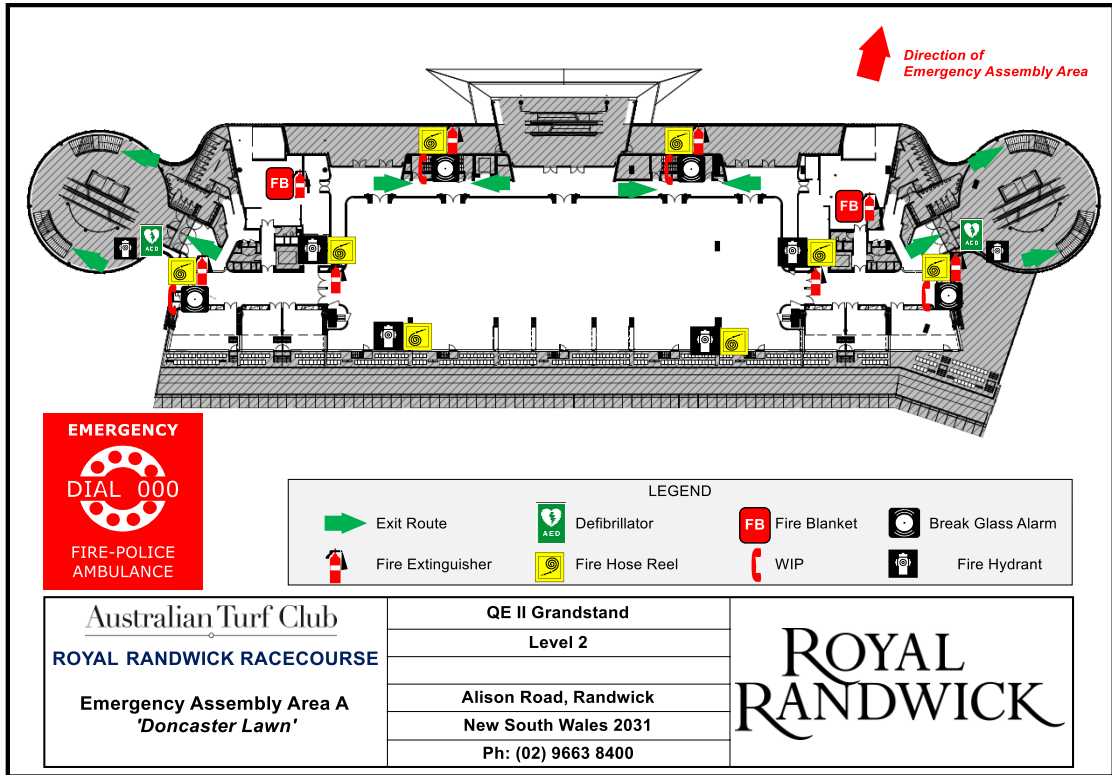 Direction of
Emergency Assembly Area
FB
FB
AED
AED
EMERGENCY
DIAL 000
FIRE-POLICE
AMBULANCE
LEGEND
Exit Route
AED
Defibrillator
FB
Fire Blanket
Break Glass Alarm
Fire Extinguisher
Fire Hose Reel
WIP
Fire Hydrant
Australian Turf Club
ROYAL RANDWICK RACECOURSE
Emergency Assembly Area A
'Doncaster Lawn'
QE II Grandstand
Level 2
Alison Road, Randwick
New South Wales 2031
Ph: (02) 9663 8400
ROYAL
RANDWICK